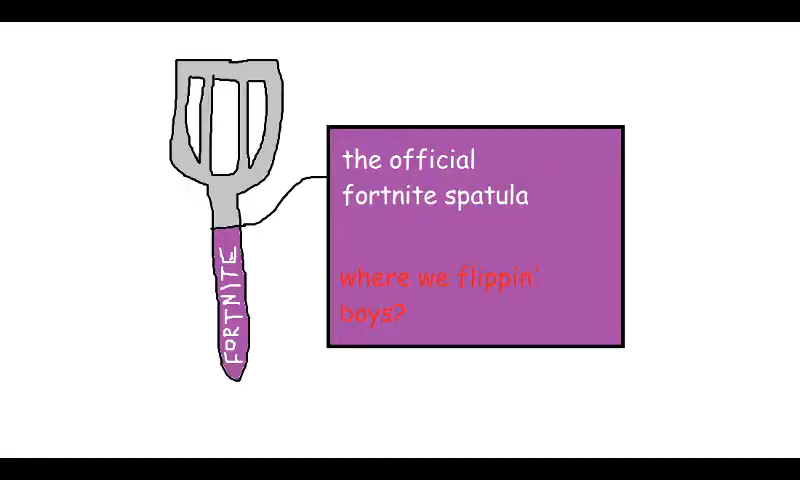 FORTNITE
the official
fortnite spatula
where we flippin'
boys?